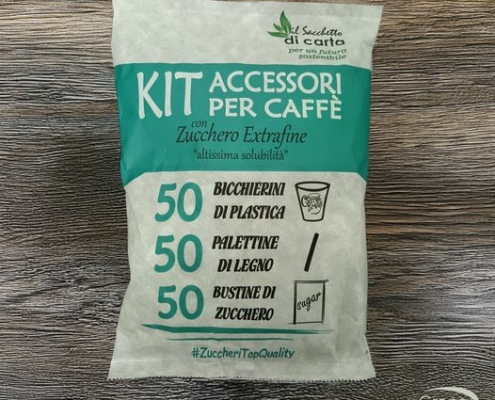 il Sacchetto
di carta
per un futuro
sostenibile
KIT ACCESSORI
PER CAFFÈ
con
Zucchero Extrafine
"altissima solubilità"
50 BICCHIERINI
DI PLASTICA
50 PALETTINE
DI LEGNO
50 BUSTINE DI
ZUCCHERO
sugar
#ZuccheriTopQuality